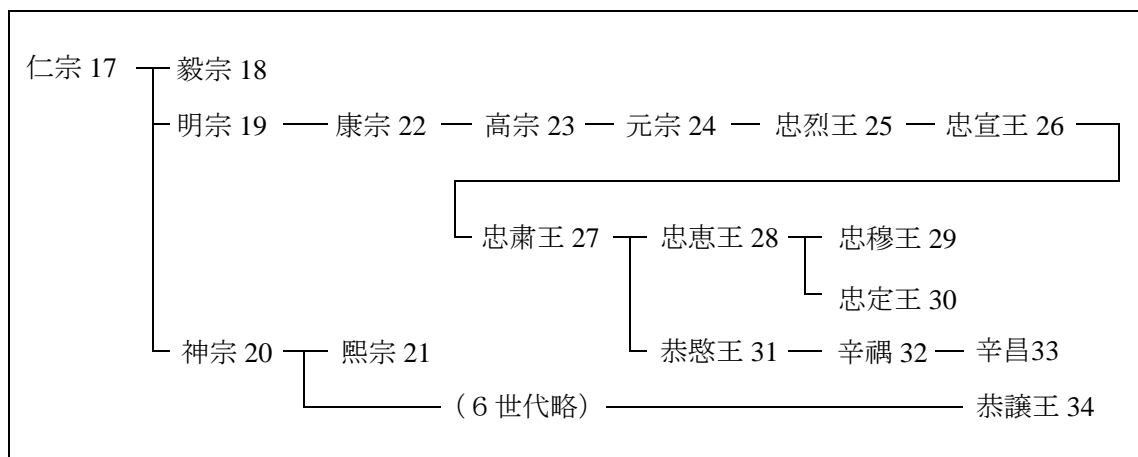 仁宗 17 毅宗 18
明宗 19 康宗 22 高宗 23 元宗 24 忠烈王 25 忠宣王 26
忠粛王 27 忠恵王 28 忠穆王 29
忠定王 30
神宗 20 熙宗 21 恭愍王 31 辛禑 32 辛昌33
(6世代略) 恭譲王 34